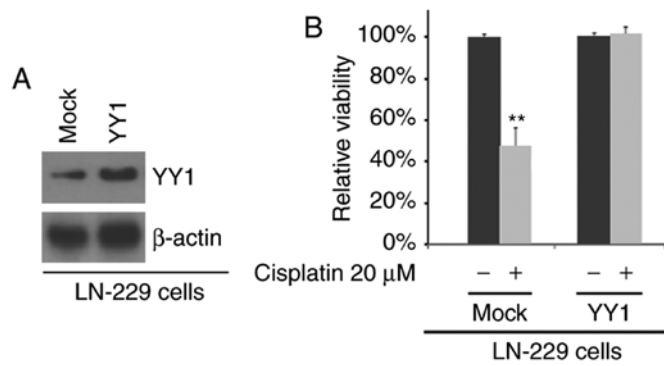 A
Mock
YY1
YY1
β-actin
LN-229 cells
B
Relative viability
100%
80%
60%
40%
20%
0%
**
Cisplatin 20 μM
− + − +
Mock YY1
LN-229 cells